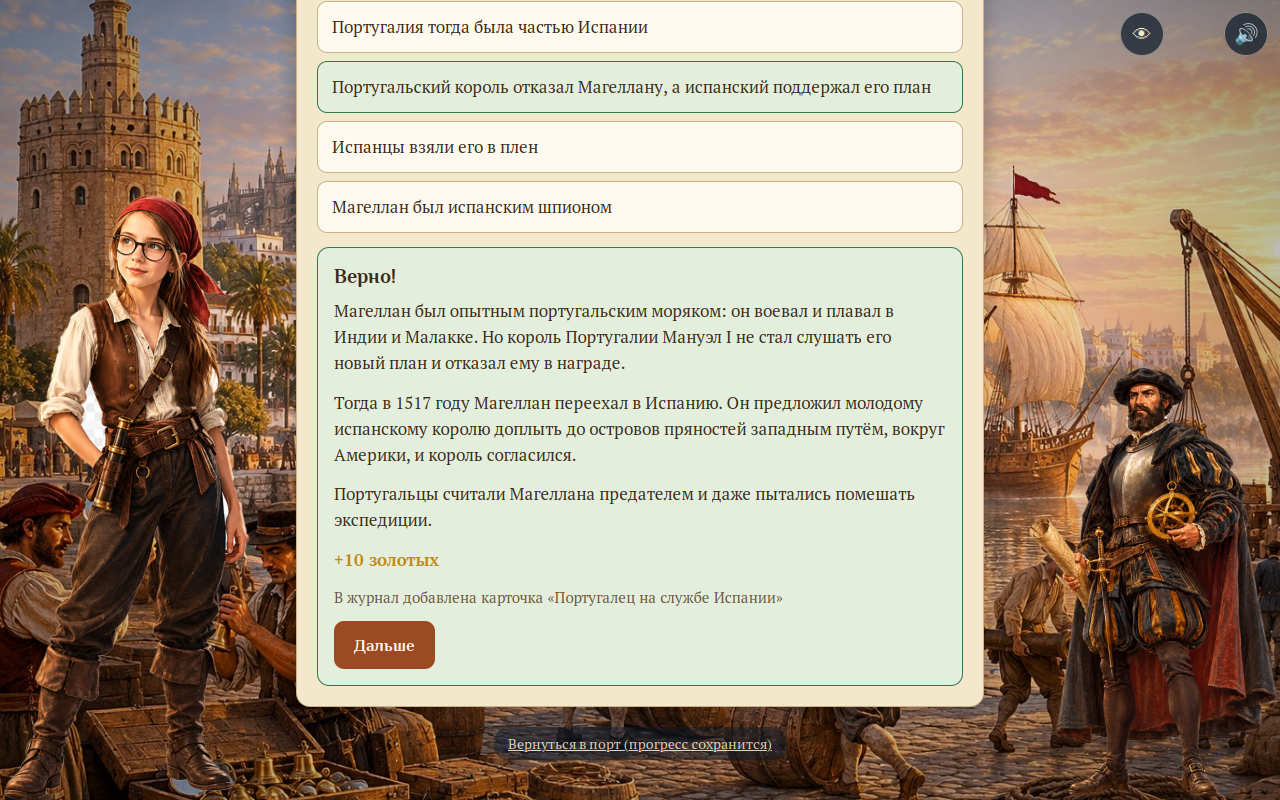 Португалия тогда была частью Испании
Португальский король отказал Магеллану, а испанский поддержал его план
Испанцы взяли его в плен
Магеллан был испанским шпионом
Верно!
Магеллан был опытным португальским моряком: он воевал и плавал в
Индии и Малакке. Но король Португалии Мануэл I не стал слушать его
новый план и отказал ему в награде.
Тогда в 1517 году Магеллан переехал в Испанию. Он предложил молодому
испанскому королю доплыть до островов пряностей западным путём, вокруг
Америки, и король согласился.
Португальцы считали Магеллана предателем и даже пытались помешать
экспедиции.
+10 золотых
В журнал добавлена карточка «Португалец на службе Испании»
Дальше
Вернуться в порт (прогресс сохранится)